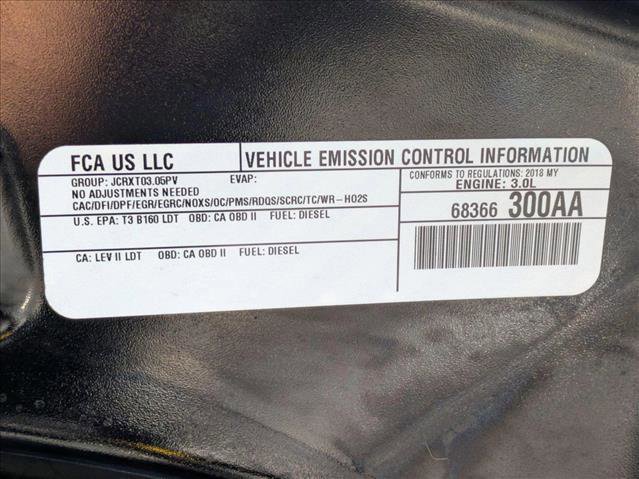 FCA US LLC
VEHICLE EMISSION CONTROL INFORMATION
GROUP: JCRXT03.05PV EVAP:
NO ADJUSTMENTS NEEDED
CAC/DFI/DPF/EGR/EGRC/NOXS/OC/PMS/RDQS/SCRC/TC/WR-HO2S
CONFORMS TO REGULATIONS: 2018 MY
ENGINE: 3.0L
U.S. EPA: T3 B160 LDT OBD: CA OBD II FUEL: DIESEL
68366 300AA
CA: LEV II LDT OBD: CA OBD II FUEL: DIESEL